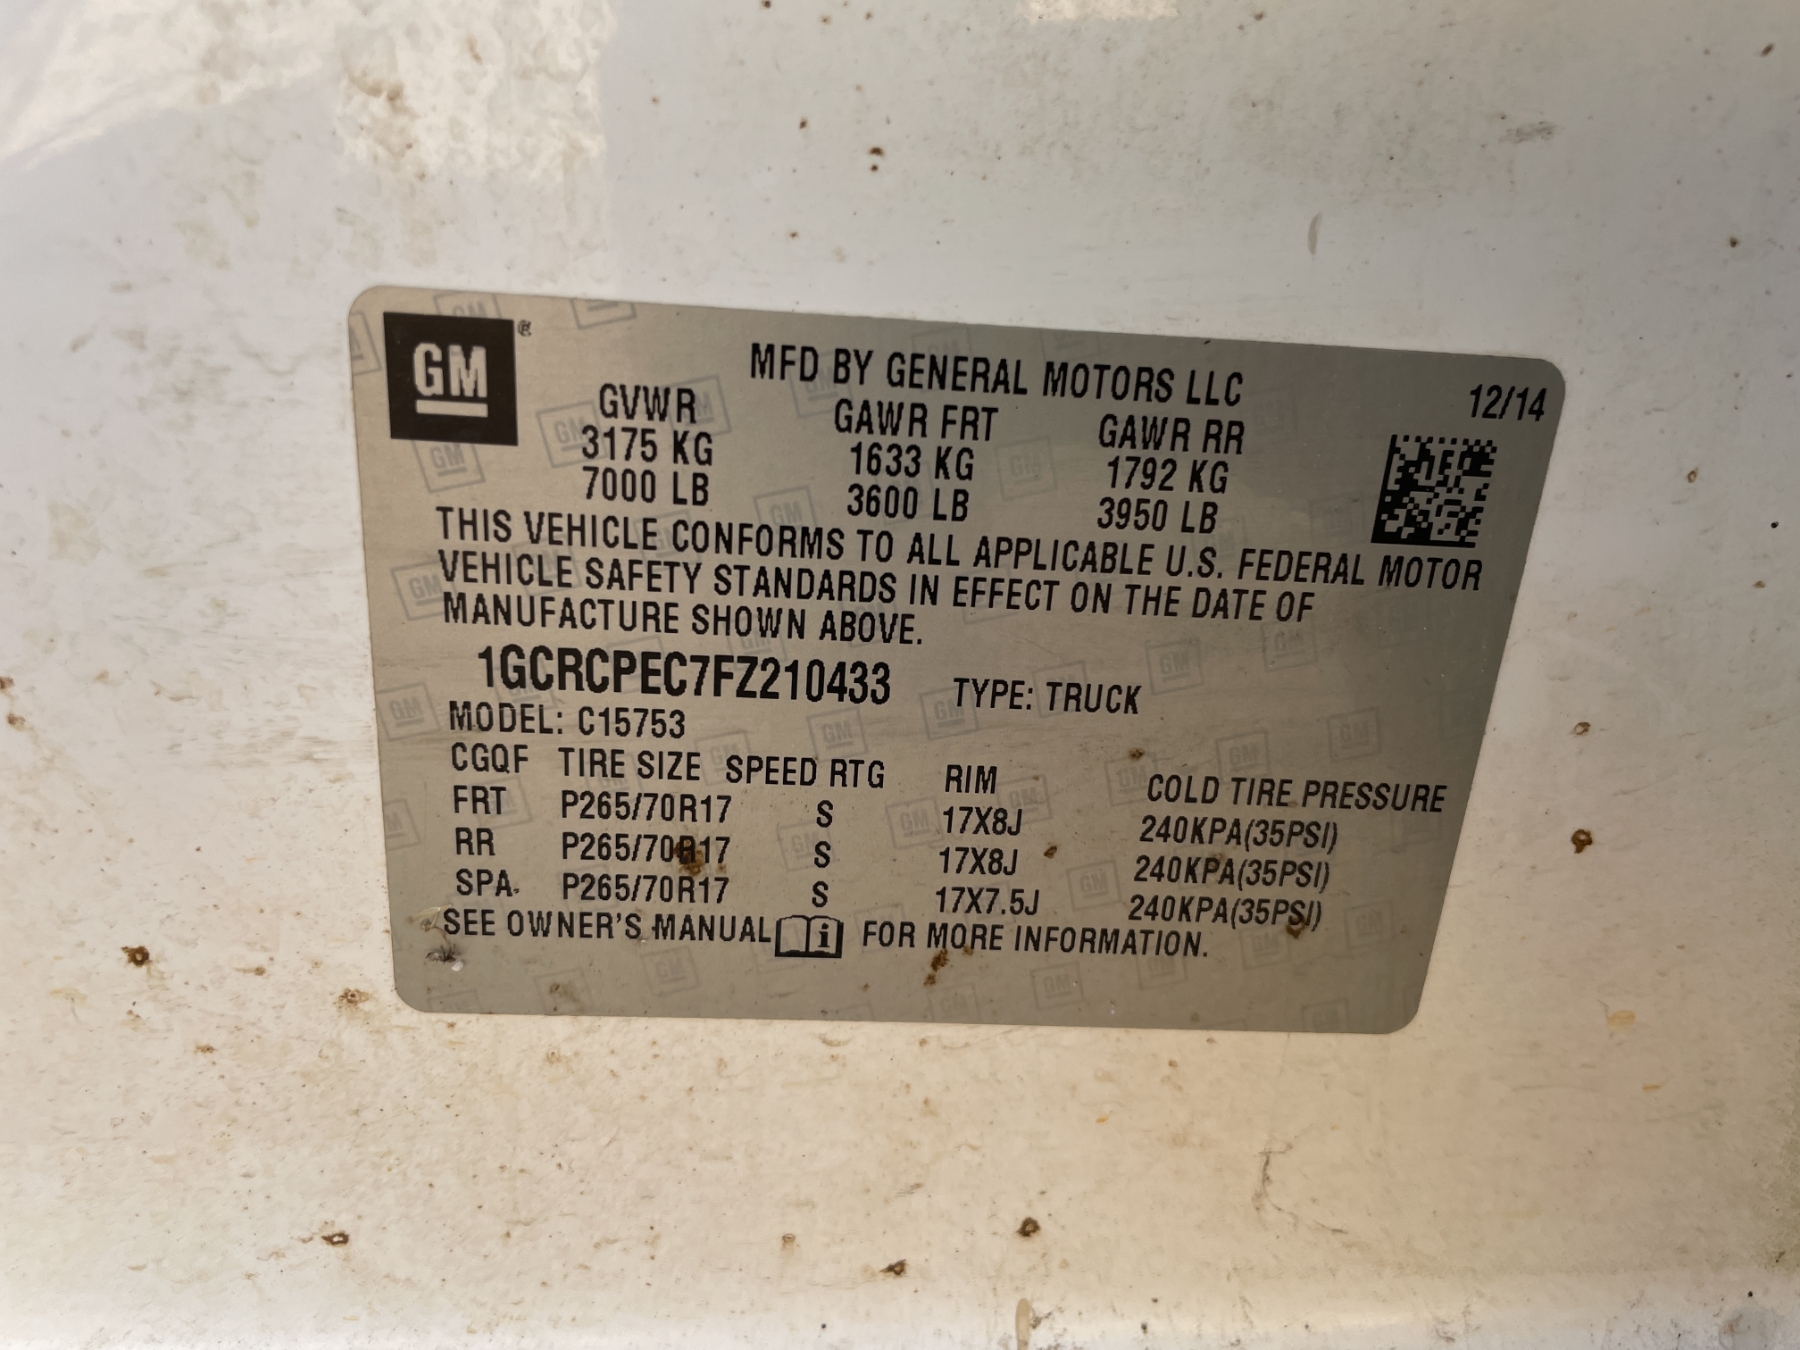 GM®
MFD BY GENERAL MOTORS LLC
12/14
GVWR GAWR FRT GAWR RR
3175 KG 1633 KG 1792 KG
7000 LB 3600 LB 3950 LB
THIS VEHICLE CONFORMS TO ALL APPLICABLE U.S. FEDERAL MOTOR
VEHICLE SAFETY STANDARDS IN EFFECT ON THE DATE OF
MANUFACTURE SHOWN ABOVE.
1GCRCPEC7FZ210433 TYPE: TRUCK
MODEL: C15753
CGQF TIRE SIZE SPEED RTG RIM COLD TIRE PRESSURE
FRT P265/70R17 S 17X8J 240KPA(35PSI)
RR P265/70R17 S 17X8J 240KPA(35PSI)
SPA P265/70R17 S 17X7.5J 240KPA(35PSI)
SEE OWNER'S MANUAL i FOR MORE INFORMATION.